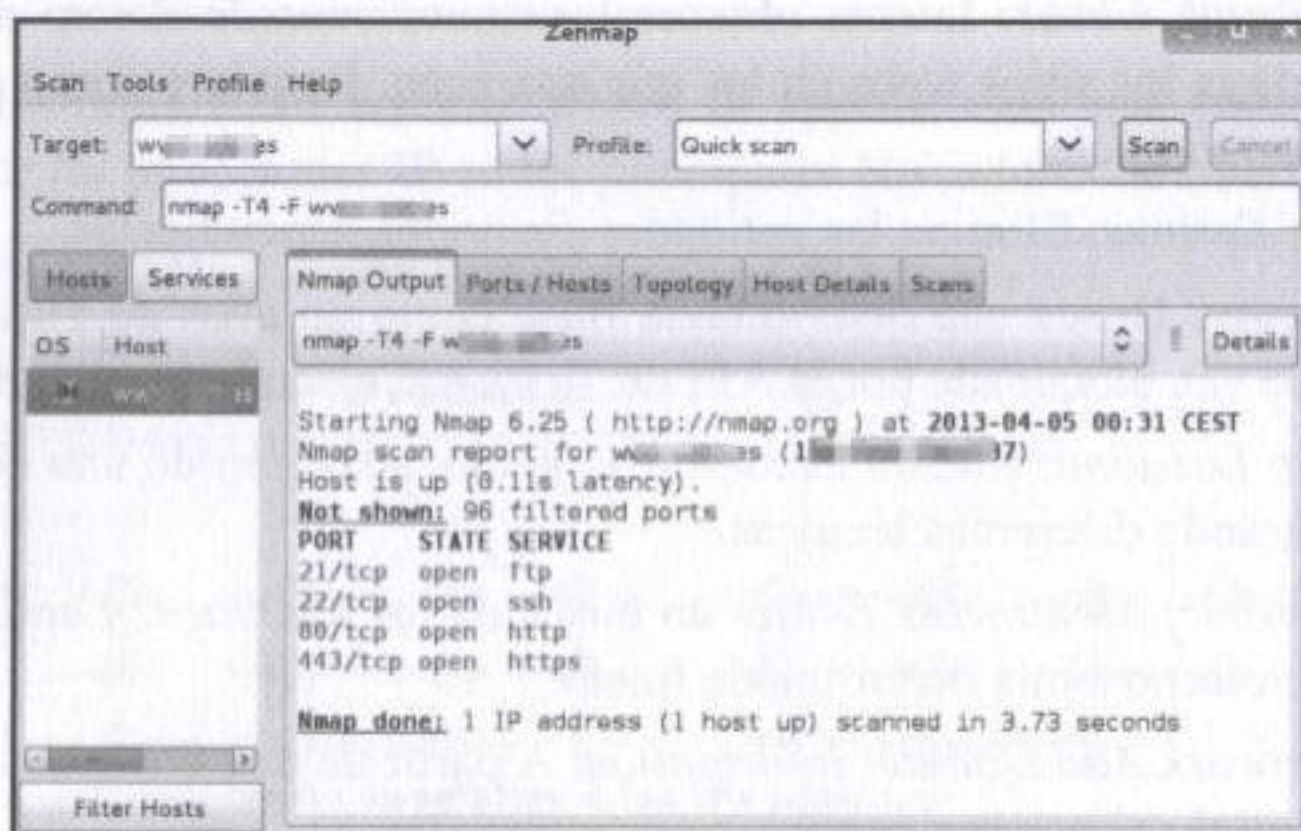 Zenmap
Scan Tools Profile Help
Target: es Profile: Quick scan Scan Cancel
Command: nmap -T4 -F
Hosts Services
Nmap Output Ports / Hosts Topology Host Details Scans
OS Host
nmap -T4 -F
Details
Starting Nmap 6.25 ( http://nmap.org ) at 2013-04-05 00:31 CEST
Nmap scan report for
Host is up (0.11s latency).
Not shown: 96 filtered ports
PORT STATE SERVICE
21/tcp open ftp
22/tcp open ssh
80/tcp open http
443/tcp open https
Nmap done: 1 IP address (1 host up) scanned in 3.73 seconds
Filter Hosts